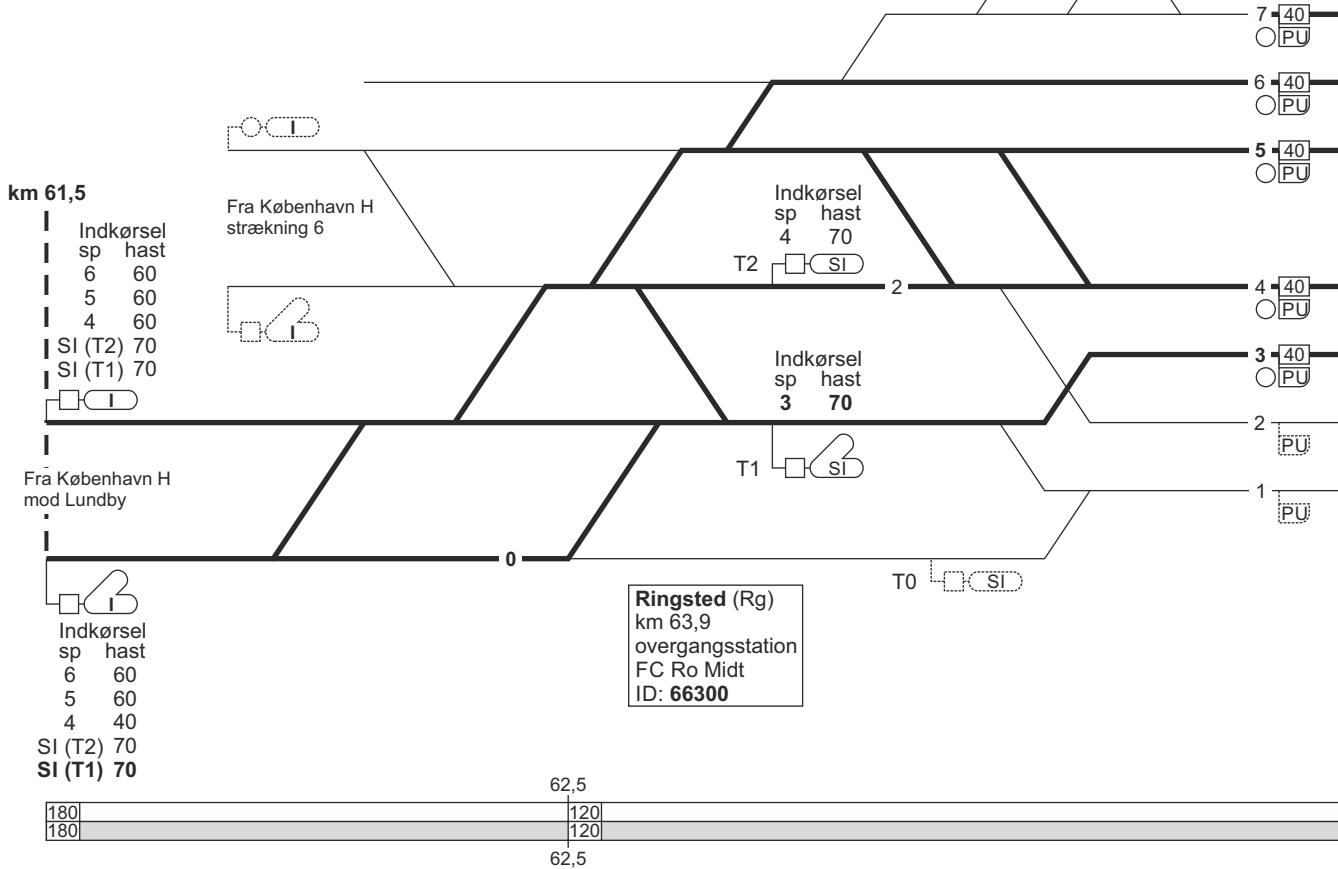 7 40
PU
6 40
PU
I
5 40
PU
km 61,5
Fra København H
strækning 6
Indkørsel
sp hast
6 60
5 60
4 60
SI (T2) 70
SI (T1) 70
I
Indkørsel
sp hast
4 70
T2 SI
2
4 40
PU
I
Indkørsel
sp hast
3 70
T1 SI
3 40
PU
2
PU
Fra København H
mod Lundby
1
PU
0
T0 SI
I
Indkørsel
sp hast
6 60
5 60
4 40
SI (T2) 70
SI (T1) 70
Ringsted (Rg)
km 63,9
overgangsstation
FC Ro Midt
ID: 66300
62,5
180 120
180 120
62,5